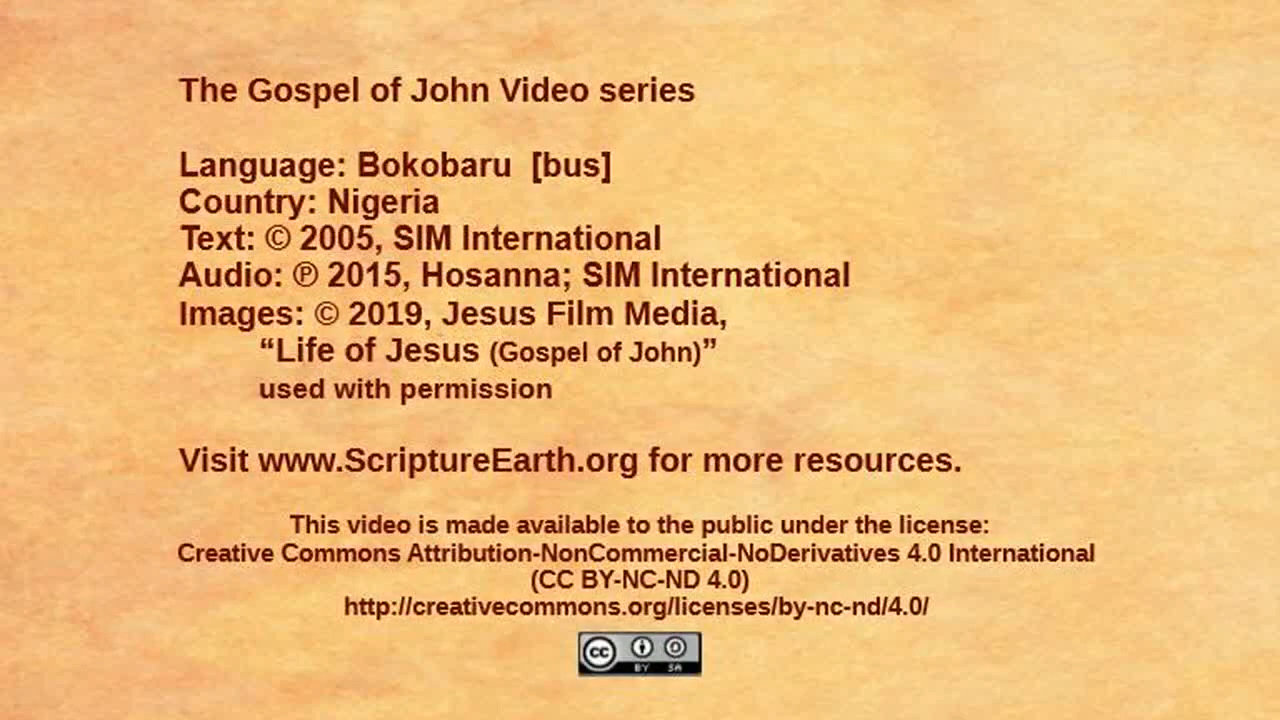 The Gospel of John Video series
Language: Bokobaru [bus]
Country: Nigeria
Text: © 2005, SIM International
Audio: ℗ 2015, Hosanna; SIM International
Images: © 2019, Jesus Film Media,
“Life of Jesus (Gospel of John)”
used with permission
Visit www.ScriptureEarth.org for more resources.
This video is made available to the public under the license:
Creative Commons Attribution-NonCommercial-NoDerivatives 4.0 International
(CC BY-NC-ND 4.0)
http://creativecommons.org/licenses/by-nc-nd/4.0/
cc
BY SA